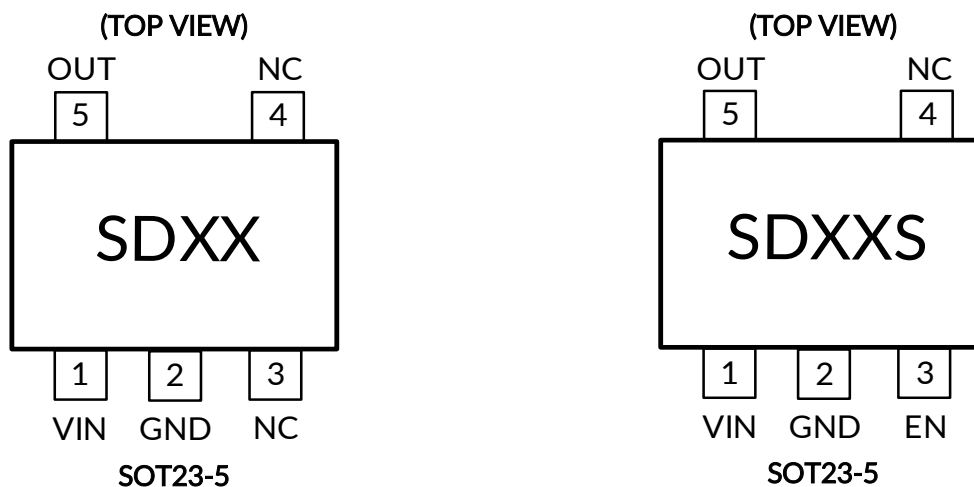 (TOP VIEW)
OUT NC
5 4
SDXX
1 2 3
VIN GND NC
SOT23-5
(TOP VIEW)
OUT NC
5 4
SDXXS
1 2 3
VIN GND EN
SOT23-5